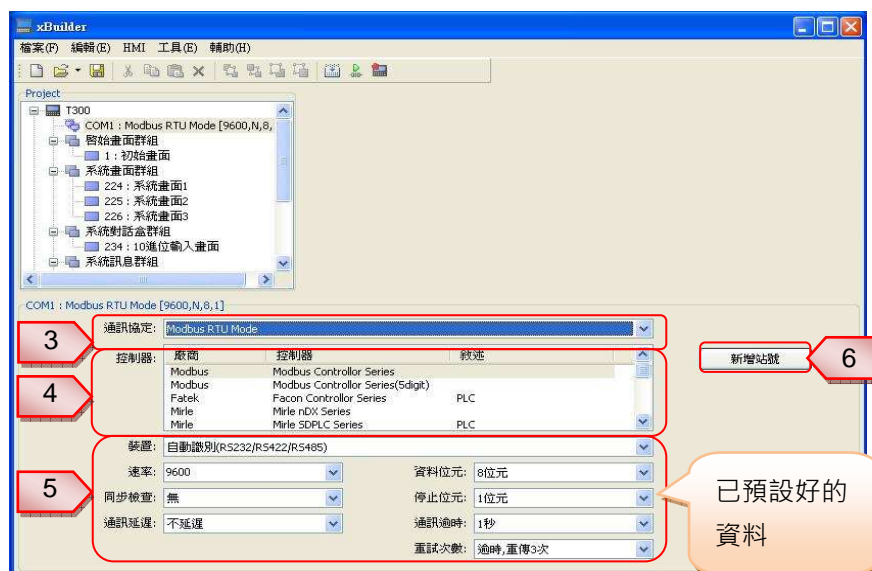 xBuilder
檔案(F) 編輯(E) HMI 工具(E) 輔助(H)
Project
T300
COM1 : Modbus RTU Mode [9600,N,8,
啓始畫面群組
1 : 初始畫面
系統畫面群組
224 : 系統畫面1
225 : 系統畫面2
226 : 系統畫面3
系統對話盒群組
234 : 10進位輸入畫面
系統訊息群組
COM1 : Modbus RTU Mode [9600,N,8,1]
3
通訊協定: Modbus RTU Mode
4
控制器: 廠商 控制器 敘述
Modbus Modbus Controller Series
Modbus Modbus Controller Series(5digit)
Fatek Facon Controller Series PLC
Mirle Mirle nDX Series
Mirle Mirle SDPLC Series PLC
新增站號 6
5
裝置: 自動識別(RS232/RS422/RS485)
速率: 9600 資料位元: 8位元
同步檢查: 無 停止位元: 1位元
通訊延遲: 不延遲 通訊逾時: 1秒
重試次數: 逾時,重傳3次
已預設好的
資料